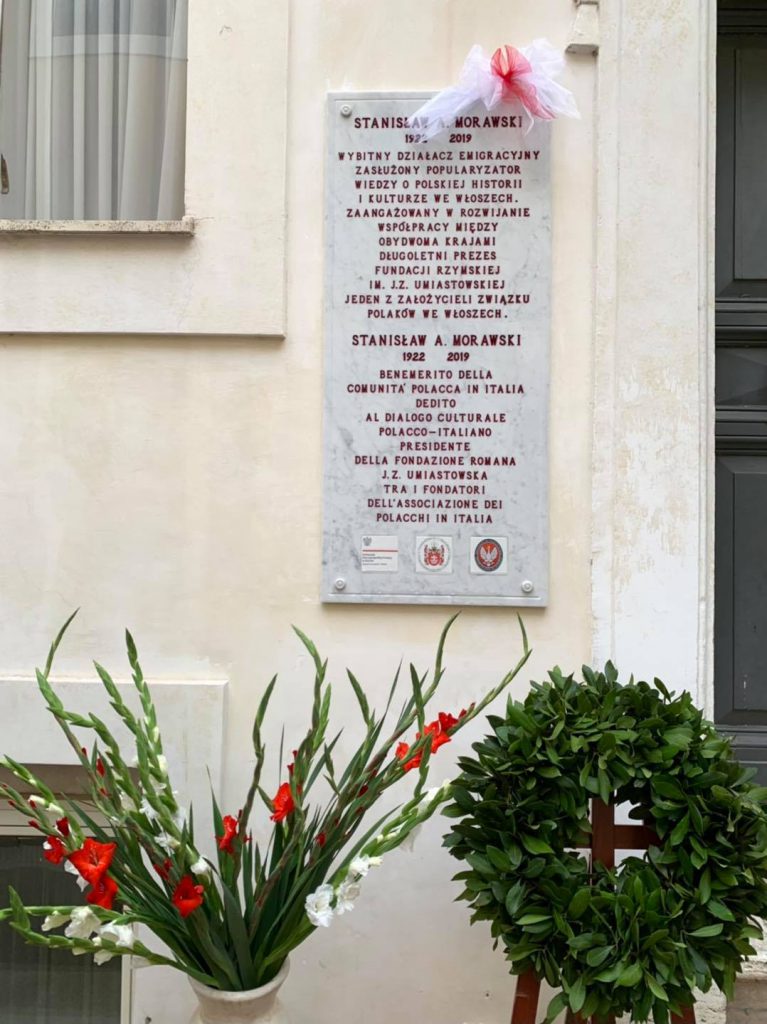 STANISŁAW A. MORAWSKI
1922 2019
WYBITNY DZIAŁACZ EMIGRACYJNY
ZASŁUŻONY POPULARYZATOR
WIEDZY O POLSKIEJ HISTORII
I KULTURZE WE WŁOSZECH.
ZAANGAŻOWANY W ROZWIJANIE
WSPÓŁPRACY MIĘDZY
OBYDWOMA KRAJAMI
DŁUGOLETNI PREZES
FUNDACJI RZYMSKIEJ
IM. J.Z. UMIASTOWSKIEJ
JEDEN Z ZAŁOŻYCIELI ZWIĄZKU
POLAKÓW WE WŁOSZECH.
STANISŁAW A. MORAWSKI
1922 2019
BENEMERITO DELLA
COMUNITA' POLACCA IN ITALIA
DEDITO
AL DIALOGO CULTURALE
POLACCO-ITALIANO
PRESIDENTE
DELLA FONDAZIONE ROMANA
J.Z. UMIASTOWSKA
TRA I FONDATORI
DELL'ASSOCIAZIONE DEI
POLACCHI IN ITALIA